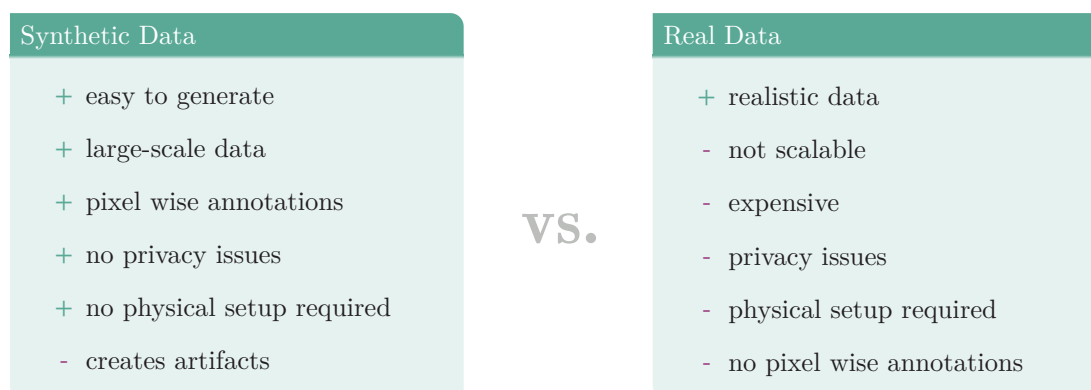 Synthetic Data
+ easy to generate
+ large-scale data
+ pixel wise annotations
+ no privacy issues
+ no physical setup required
- creates artifacts
vs.
Real Data
+ realistic data
- not scalable
- expensive
- privacy issues
- physical setup required
- no pixel wise annotations